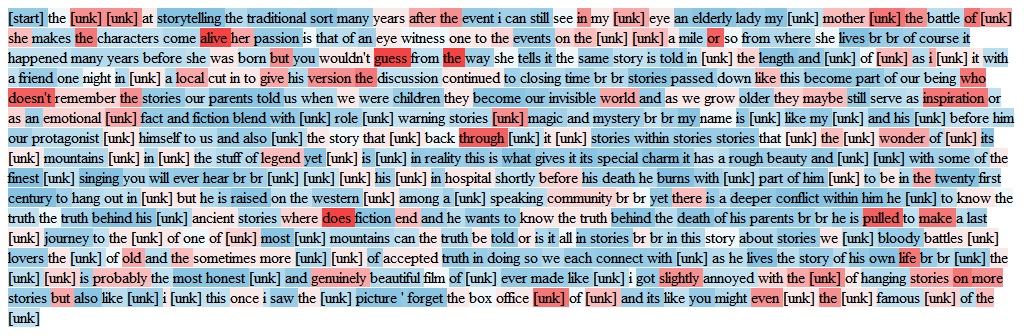 [start] the [unk] [unk] at storytelling the traditional sort many years after the event i can still see in my [unk] eye an elderly lady my [unk] mother [unk] the battle of [unk]
she makes the characters come alive her passion is that of an eye witness one to the events on the [unk] [unk] a mile or so from where she lives br br of course it
happened many years before she was born but you wouldn't guess from the way she tells it the same story is told in [unk] the length and [unk] of [unk] as i [unk] it with
a friend one night in [unk] a local cut in to give his version the discussion continued to closing time br br stories passed down like this become part of our being who
doesn't remember the stories our parents told us when we were children they become our invisible world and as we grow older they maybe still serve as inspiration or
as an emotional [unk] fact and fiction blend with [unk] role [unk] warning stories [unk] magic and mystery br br my name is [unk] like my [unk] and his [unk] before him
our protagonist [unk] himself to us and also [unk] the story that [unk] back through [unk] it [unk] stories within stories stories that [unk] the [unk] wonder of [unk] its
[unk] mountains [unk] in [unk] the stuff of legend yet [unk] is [unk] in reality this is what gives it its special charm it has a rough beauty and [unk] [unk] with some of the
finest [unk] singing you will ever hear br br [unk] [unk] [unk] his [unk] in hospital shortly before his death he burns with [unk] part of him [unk] to be in the twenty first
century to hang out in [unk] but he is raised on the western [unk] among a [unk] speaking community br br yet there is a deeper conflict within him he [unk] to know the
truth the truth behind his [unk] ancient stories where does fiction end and he wants to know the truth behind the death of his parents br br he is pulled to make a last
[unk] journey to the [unk] of one of [unk] most [unk] mountains can the truth be told or is it all in stories br br in this story about stories we [unk] bloody battles [unk]
lovers the [unk] of old and the sometimes more [unk] [unk] of accepted truth in doing so we each connect with [unk] as he lives the story of his own life br br [unk] the
[unk] [unk] is probably the most honest [unk] and genuinely beautiful film of [unk] ever made like [unk] i got slightly annoyed with the [unk] of hanging stories on more
stories but also like [unk] i [unk] this once i saw the [unk] picture ' forget the box office [unk] of [unk] and its like you might even [unk] the [unk] famous [unk] of the
[unk]